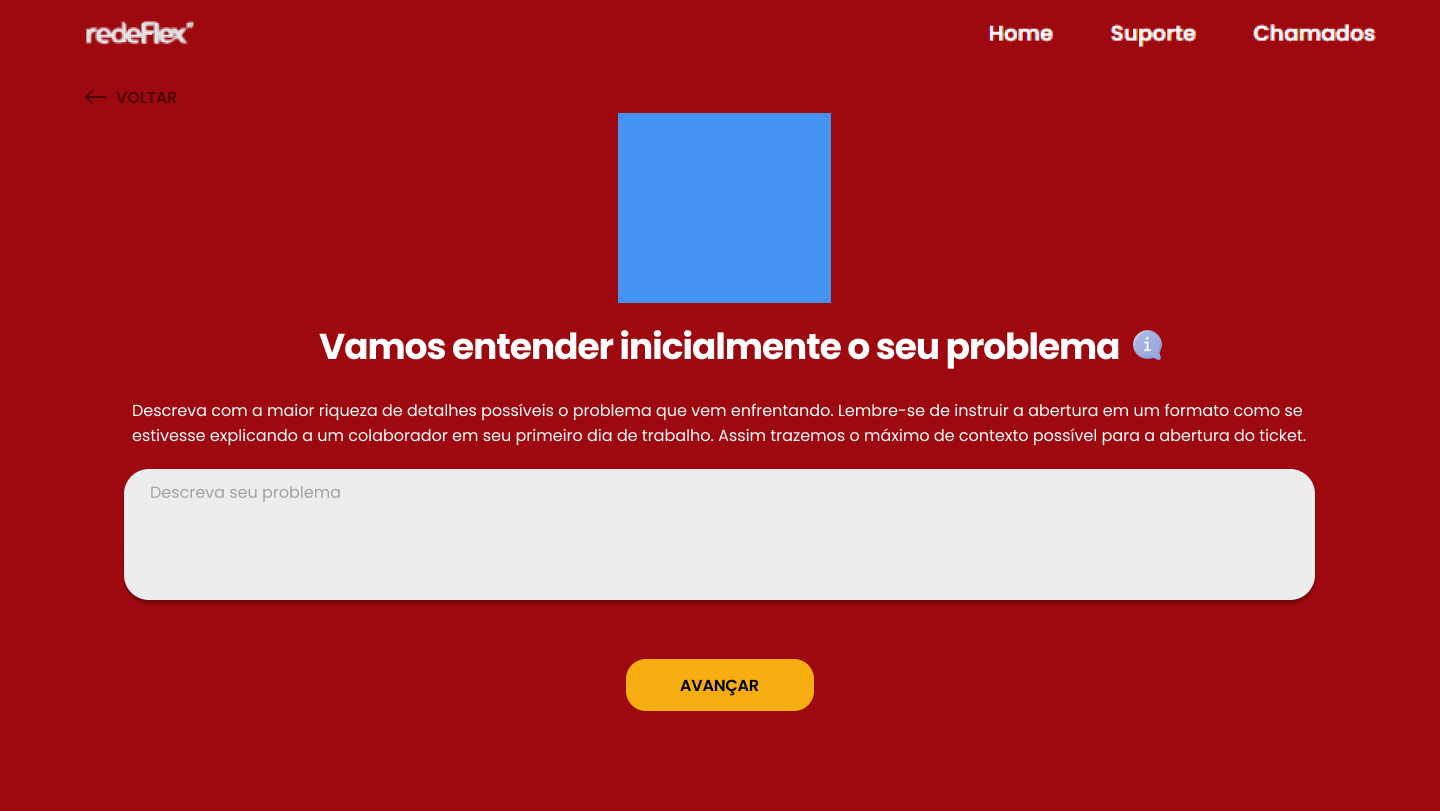 redeFlex
Home Suporte Chamados
VOLTAR
Vamos entender inicialmente o seu problema
Descreva com a maior riqueza de detalhes possíveis o problema que vem enfrentando. Lembre-se de instruir a abertura em um formato como se
estivesse explicando a um colaborador em seu primeiro dia de trabalho. Assim trazemos o máximo de contexto possível para a abertura do ticket.
Descreva seu problema
AVANÇAR